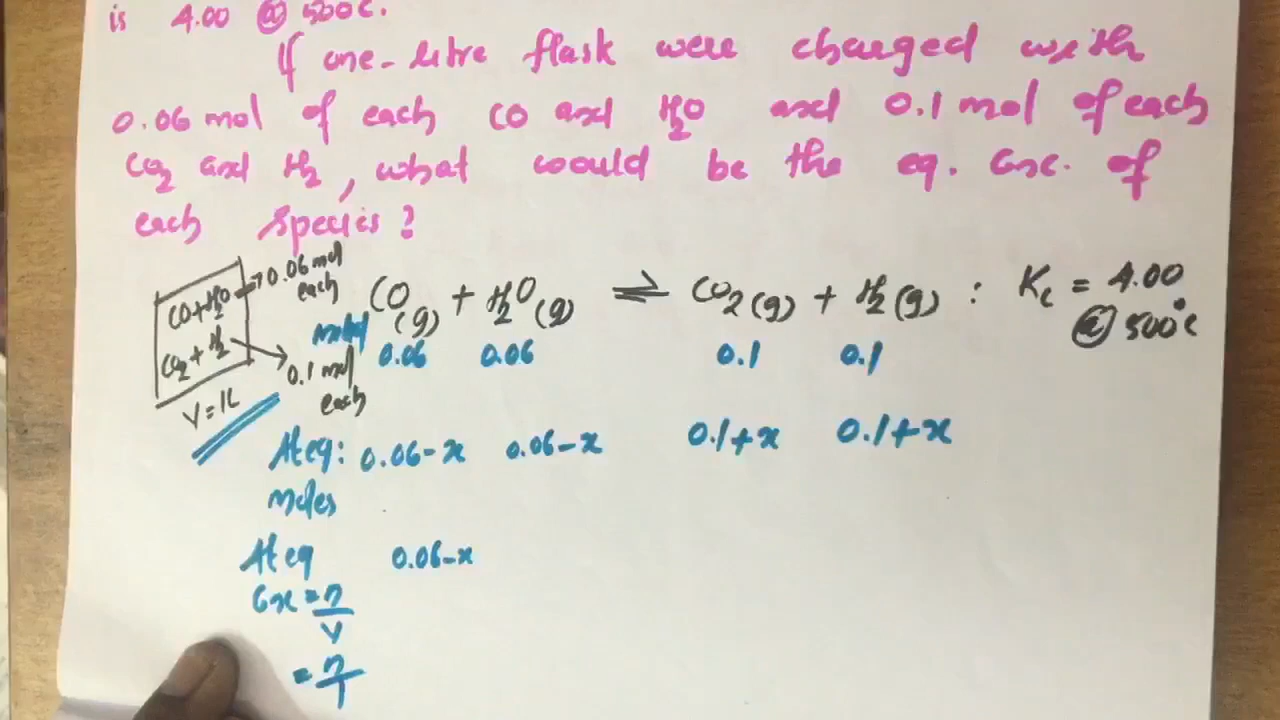 is 4.00 @ 500c.
If one-litre flask were charged with
0.06 mol of each CO and H2O and 0.1 mol of each
CO2 and H2, what would be the eq. Conc. of
each species?
CO+H2O → 0.06 mol each
CO2+H2 → 0.1 mol each
V=1L
CO(g) + H2O(g) ⇌ CO2(g) + H2(g) : Kc = 4.00
@ 500°C
0.06 0.06 0.1 0.1
At eq: 0.06-x 0.06-x 0.1+x 0.1+x
moles
At eq 0.06-x
= n/V
= n/1